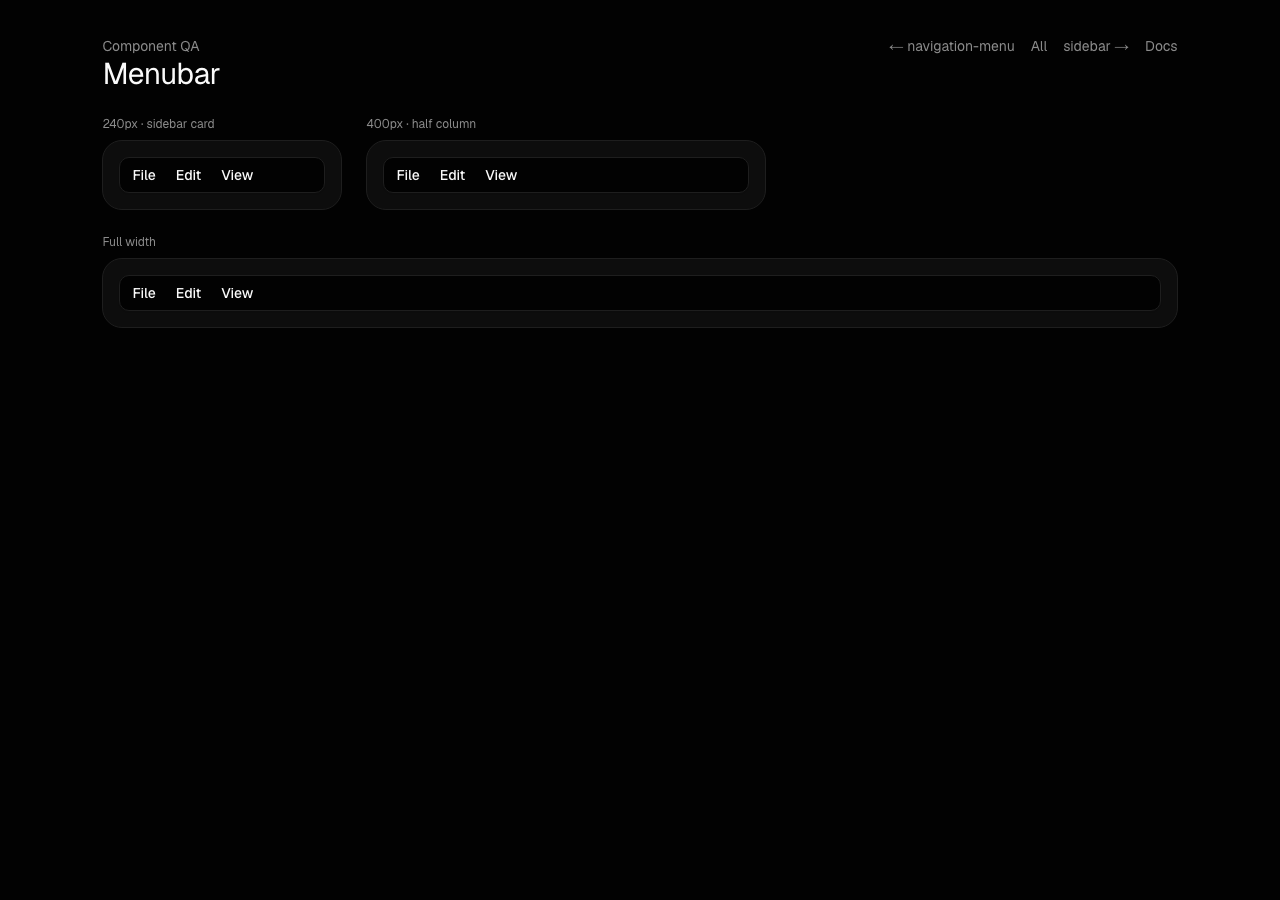 Component QA
Menubar
← navigation-menu All sidebar → Docs
240px · sidebar card
File Edit View
400px · half column
File Edit View
Full width
File Edit View